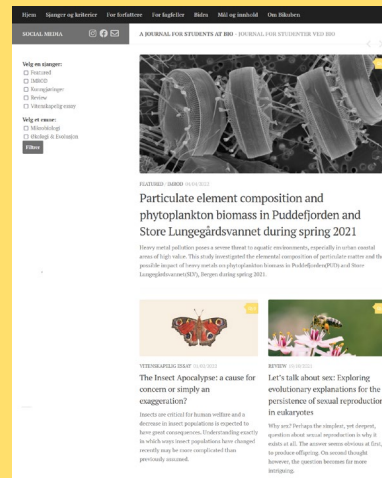 Hjem Sjanger og kriterier For forfattere For fagfeller Bidra Mål og innhold Om Bikuben
SOCIAL MEDIA
A JOURNAL FOR STUDENTS AT BIO - JOURNAL FOR STUDENTER VED BIO
Velg en sjanger:
Featured
IMROD
Review
Vitenskapelig essay
Velg et emne:
Mikrobiologi
Økologi & Evolusjon
Filter
FEATURED / IMROD
Particulate element composition and
phytoplankton biomass in Puddefjorden and
Store Lungegårdsvannet during spring 2021
Heavy metal pollution poses a severe threat to aquatic environments, especially in urban coastal
areas of high value. This study investigated the elemental composition of particulate matter and the
possible impact of heavy metals on phytoplankton biomass in Puddefjorden(PUD) and Store
Lungegårdsvannet(SLV), Bergen during spring 2021.
VITENSKAPELIG ESSAY
The Insect Apocalypse: a cause for
concern or simply an
exaggeration?
Insects are critical for human welfare and a
decrease in insect populations is expected to
have great consequences. Understanding exactly
in which ways insect populations have changed
recently may be more complicated than
previously assumed.
REVIEW
Let's talk about sex: Exploring
evolutionary explanations for the
persistence of sexual reproduction
in eukaryotes
Why sex? Perhaps the simplest, yet deepest,
question about sexual reproduction is why it
exists at all. The answer seems obvious at first,
to produce offspring. On second thought
however, the question becomes far more
intriguing.